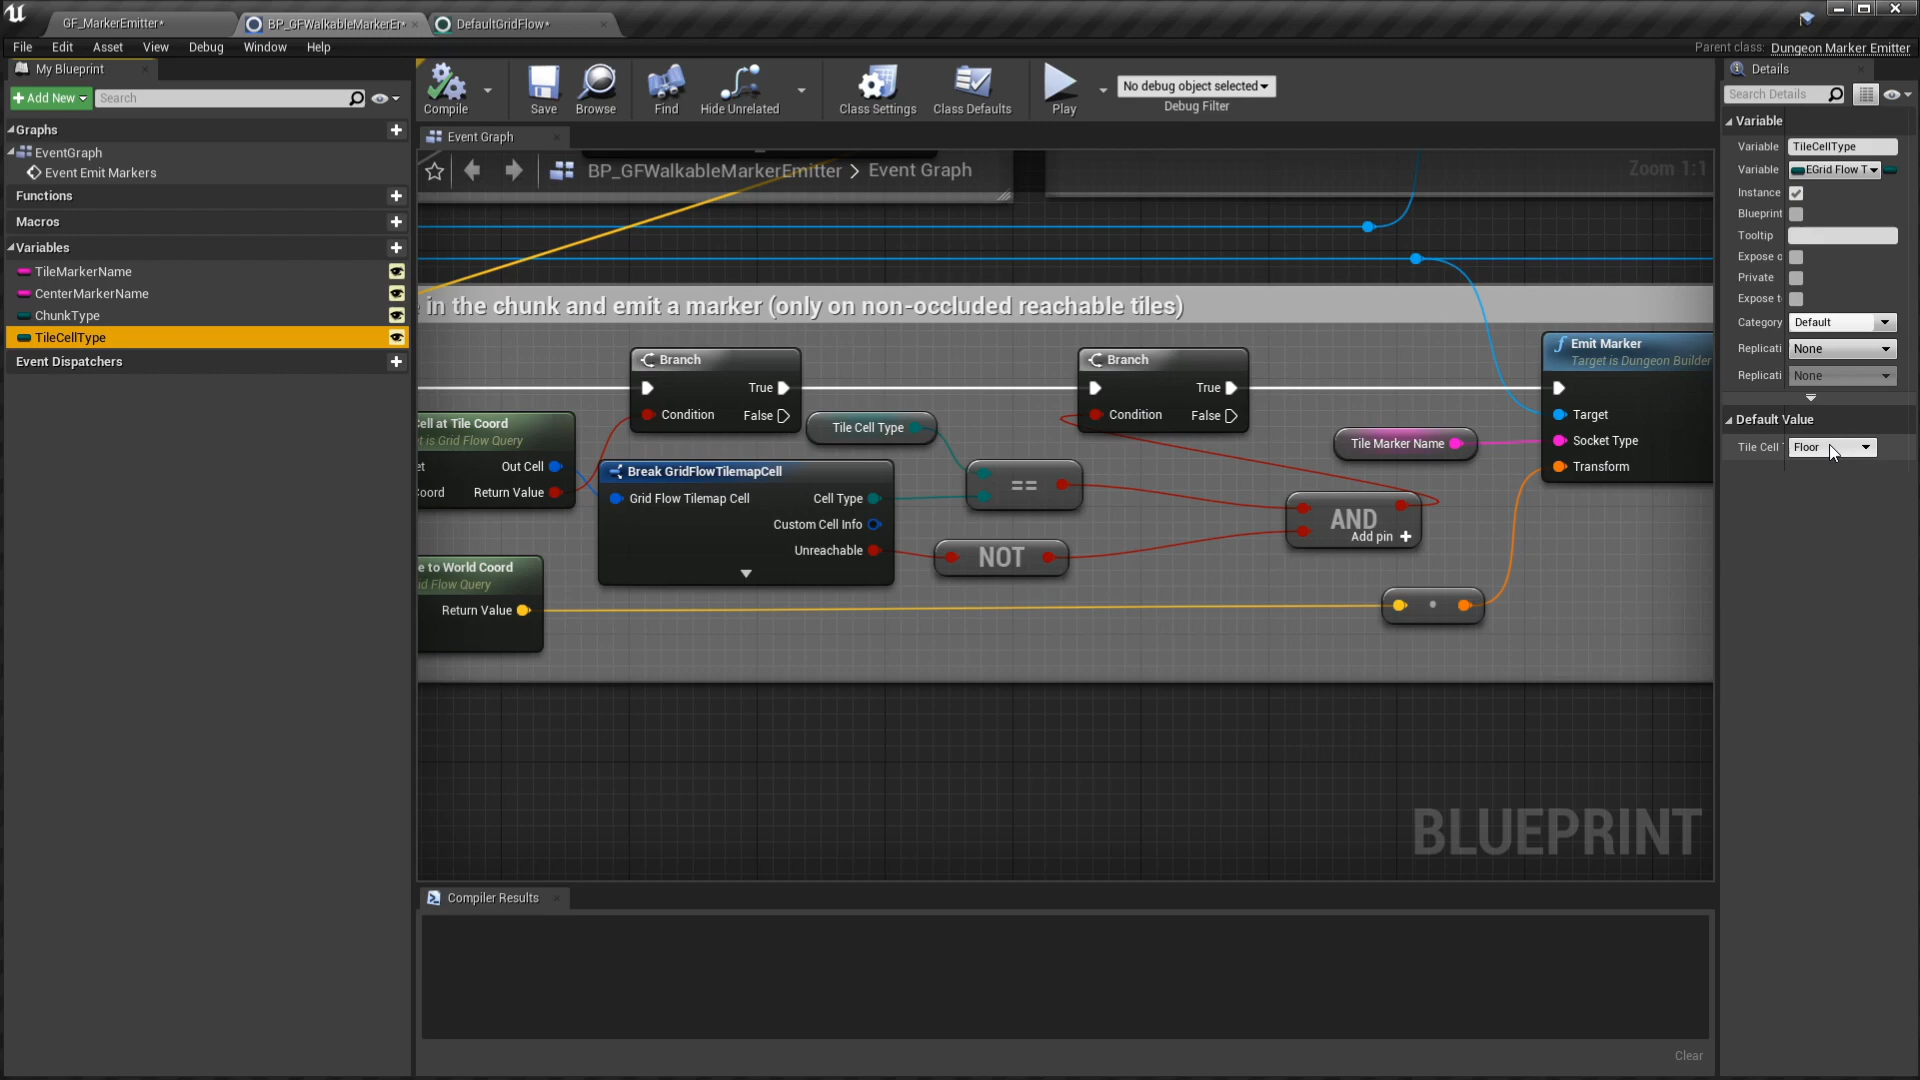 GF_MarkerEmitter*
BP_GFWalkableMarkerEr*
DefaultGridFlow*
File Edit Asset View Debug Window Help
Parent class: Dungeon Marker Emitter
My Blueprint
Add New
Search
Graphs
EventGraph
Event Emit Markers
Functions
Macros
Variables
TileMarkerName
CenterMarkerName
ChunkType
TileCellType
Event Dispatchers
Compile
Save
Browse
Find
Hide Unrelated
Class Settings
Class Defaults
Play
No debug object selected
Debug Filter
Event Graph
BP_GFWalkableMarkerEmitter > Event Graph
Zoom 1:1
in the chunk and emit a marker (only on non-occluded reachable tiles)
Branch
True
Condition
False
Branch
True
Condition
False
Emit Marker
Target is Dungeon Builder
Target
Socket Type
Transform
ell at Tile Coord
t is Grid Flow Query
et
Out Cell
oord
Return Value
Tile Cell Type
Tile Marker Name
Break GridFlowTilemapCell
Grid Flow Tilemap Cell
Cell Type
Custom Cell Info
Unreachable
==
NOT
AND
Add pin +
e to World Coord
id Flow Query
Return Value
BLUEPRINT
Compiler Results
Clear
Details
Search Details
Variable
Variable TileCellType
Variable EGrid Flow T
Instance
Blueprint
Tooltip
Expose o
Private
Expose t
Category Default
Replicati None
Replicati None
Default Value
Tile Cell Floor